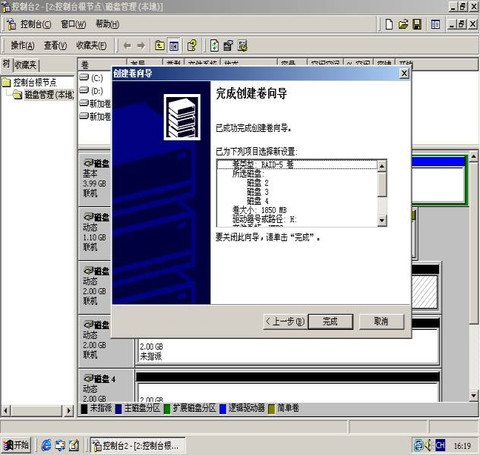 控制台2 - [2:控制台根节点\磁盘管理(本地)]
控制台(C) 窗口(W) 帮助(H)
操作(A) 查看(V) 收藏夹(F)
树 收藏夹
控制台根节点
磁盘管理(本地)
卷
(C:)
(D:)
新加卷
新加卷
创建卷向导
完成创建卷向导
已成功完成创建卷向导。
已为下列项目选择新设置:
卷类型: RAID-5 卷
所选磁盘:
磁盘 2
磁盘 3
磁盘 4
卷大小: 1850 MB
驱动器号或路径: H:
要关闭此向导,请单击“完成”。
< 上一步(B) 完成 取消
磁盘
基本
3.99 GB
联机
磁盘
动态
1.10 GB
联机
磁盘
动态
2.00 GB
联机
磁盘
动态
2.00 GB
联机
2.00 GB
未指派
磁盘 4
动态
2.00 GB
2.00 GB
未指派 主磁盘分区 扩展磁盘分区 逻辑驱动器 简单卷
开始 控制台2 - [2:控制台根... CH 16:19